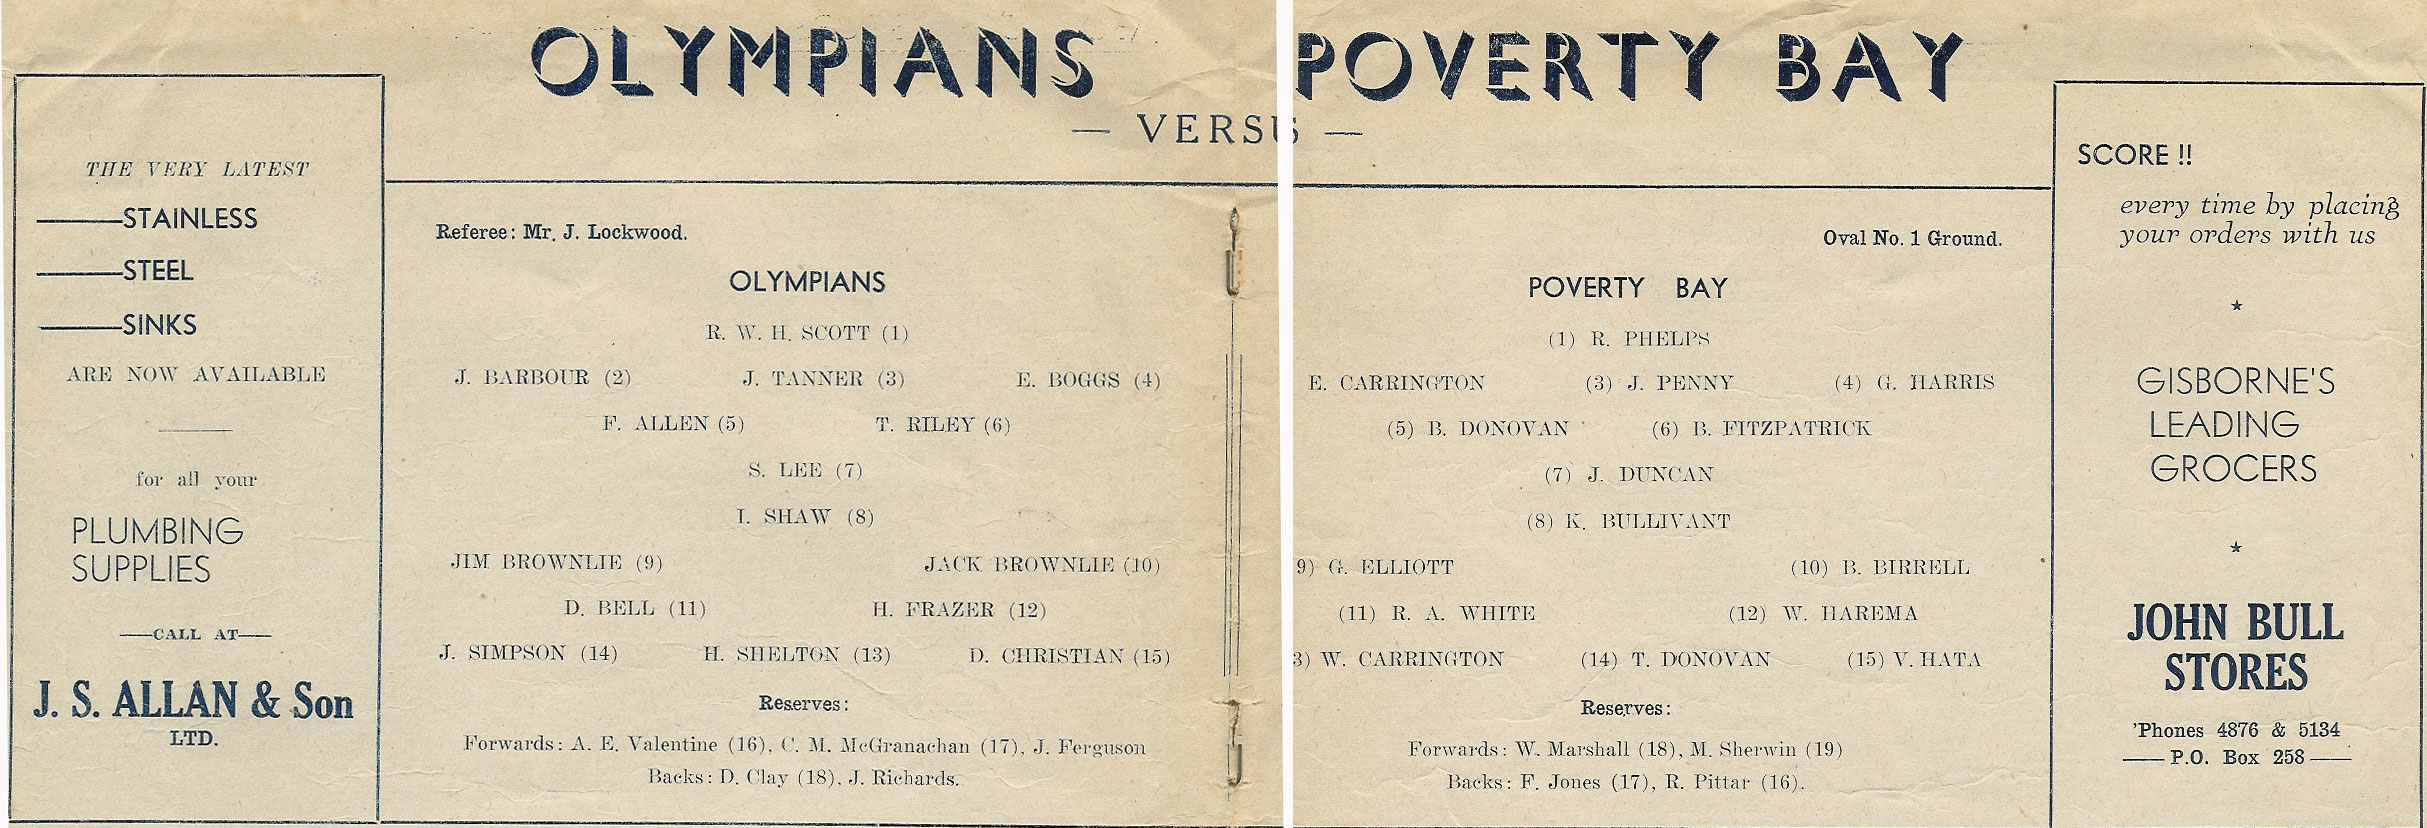 OLYMPIANS POVERTY BAY
— VERSUS —
THE VERY LATEST
STAINLESS
STEEL
SINKS
ARE NOW AVAILABLE
for all your
PLUMBING
SUPPLIES
—CALL AT—
J. S. ALLAN & Son
LTD.
Referee: Mr. J. Lockwood.
OLYMPIANS
R. W. H. SCOTT (1)
J. BARBOUR (2) J. TANNER (3) E. BOGGS (4)
F. ALLEN (5) T. RILEY (6)
S. LEE (7)
I. SHAW (8)
JIM BROWNLIE (9) JACK BROWNLIE (10)
D. BELL (11) H. FRAZER (12)
J. SIMPSON (14) H. SHELTON (13) D. CHRISTIAN (15)
Reserves:
Forwards: A. E. Valentine (16), C. M. McGranachan (17), J. Ferguson
Backs: D. Clay (18), J. Richards.
Oval No. 1 Ground.
POVERTY BAY
(1) R. PHELPS
E. CARRINGTON (3) J. PENNY (4) G. HARRIS
(5) B. DONOVAN (6) B. FITZPATRICK
(7) J. DUNCAN
(8) K. BULLIVANT
9) G. ELLIOTT (10) B. BIRRELL
(11) R. A. WHITE (12) W. HAREMA
3) W. CARRINGTON (14) T. DONOVAN (15) V. HATA
Reserves:
Forwards: W. Marshall (18), M. Sherwin (19)
Backs: F. Jones (17), R. Pittar (16).
SCORE !!
every time by placing
your orders with us
GISBORNE'S
LEADING
GROCERS
JOHN BULL
STORES
'Phones 4876 & 5134
— P.O. Box 258 —